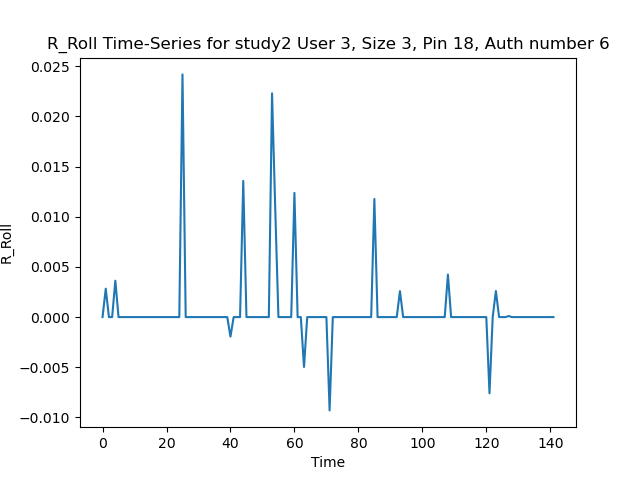 R_Roll Time-Series for study2 User 3, Size 3, Pin 18, Auth number 6
0.025
0.020
0.015
0.010
0.005
0.000
−0.005
−0.010
R_Roll
0 20 40 60 80 100 120 140
Time